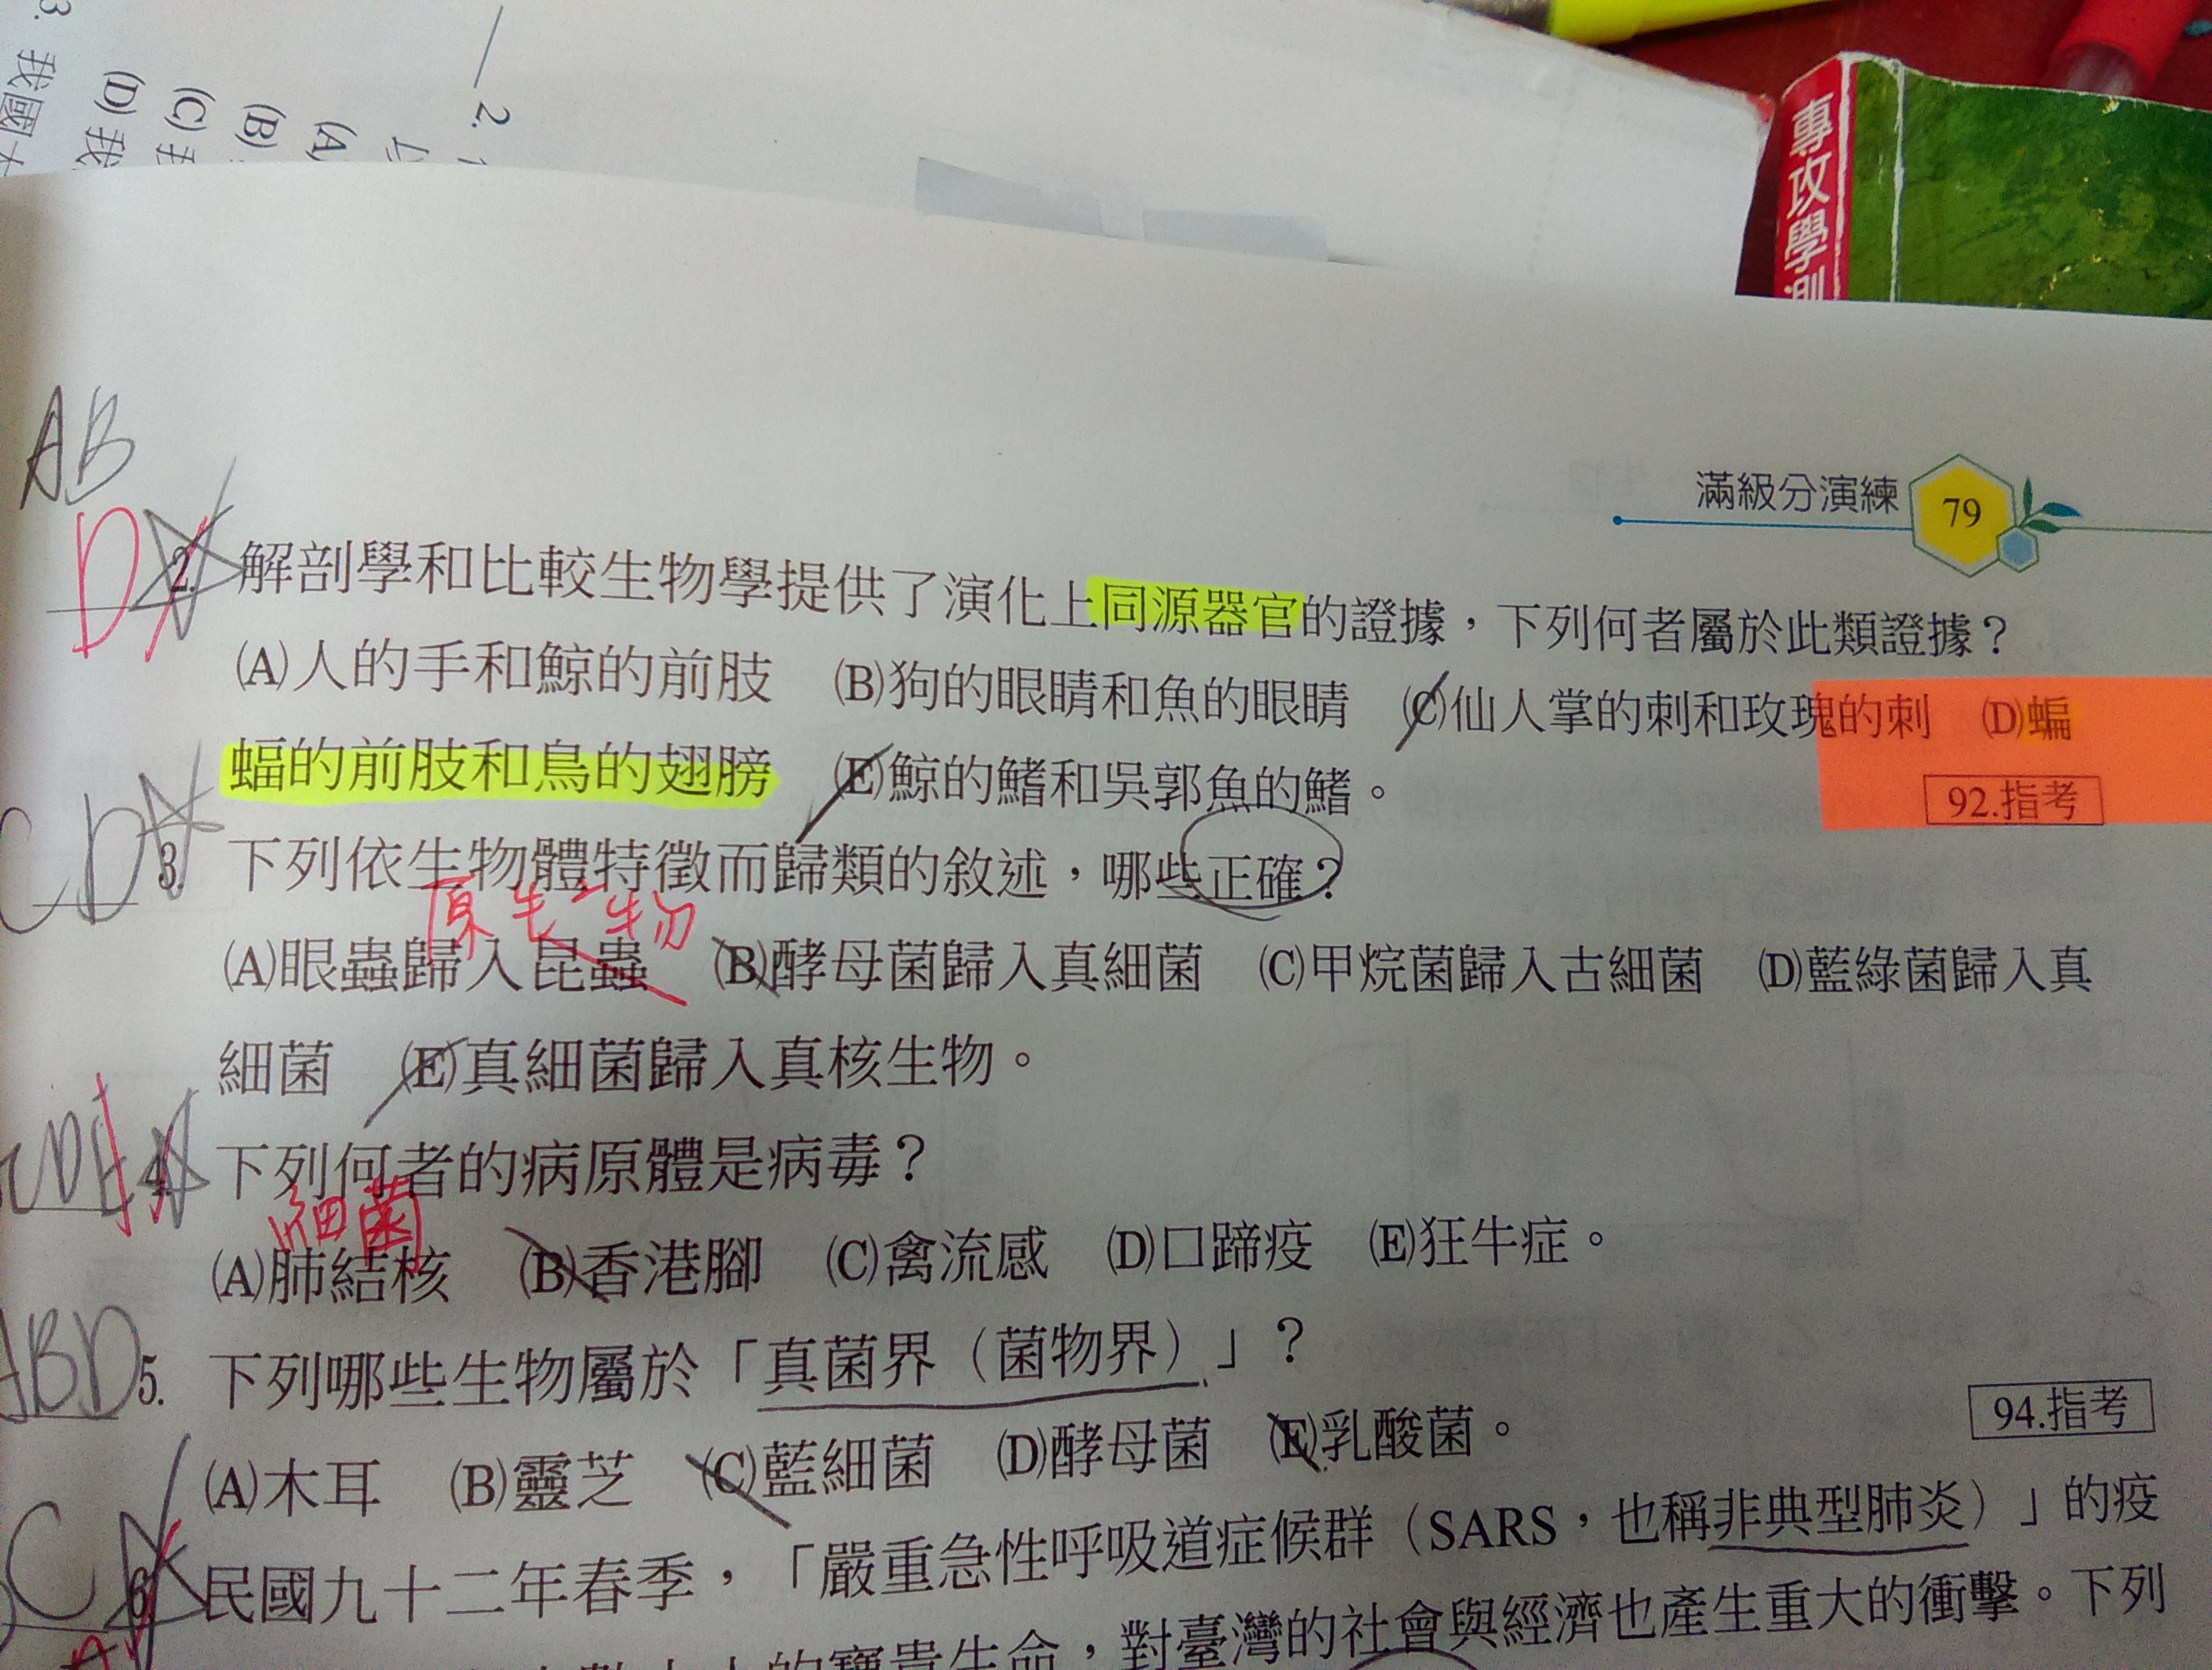 2.
(A)
(B)
(C)
(D)我
3. 我國
專攻學測
滿級分演練 79
AB
D
2. 解剖學和比較生物學提供了演化上同源器官的證據，下列何者屬於此類證據？
(A)人的手和鯨的前肢 (B)狗的眼睛和魚的眼睛 (C)仙人掌的刺和玫瑰的刺 (D)蝙
蝠的前肢和鳥的翅膀 (E)鯨的鰭和吳郭魚的鰭。 92.指考
CD
3. 下列依生物體特徵而歸類的敘述，哪些正確？
原生物
(A)眼蟲歸入昆蟲 (B)酵母菌歸入真細菌 (C)甲烷菌歸入古細菌 (D)藍綠菌歸入真
細菌 (E)真細菌歸入真核生物。
CDE
4. 下列何者的病原體是病毒？
細菌
(A)肺結核 (B)香港腳 (C)禽流感 (D)口蹄疫 (E)狂牛症。
ABD
5. 下列哪些生物屬於「真菌界（菌物界）」？
(A)木耳 (B)靈芝 (C)藍細菌 (D)酵母菌 (E)乳酸菌。 94.指考
C
6. 民國九十二年春季，「嚴重急性呼吸道症候群（SARS，也稱非典型肺炎）」的疫
的寶貴生命，對臺灣的社會與經濟也產生重大的衝擊。下列